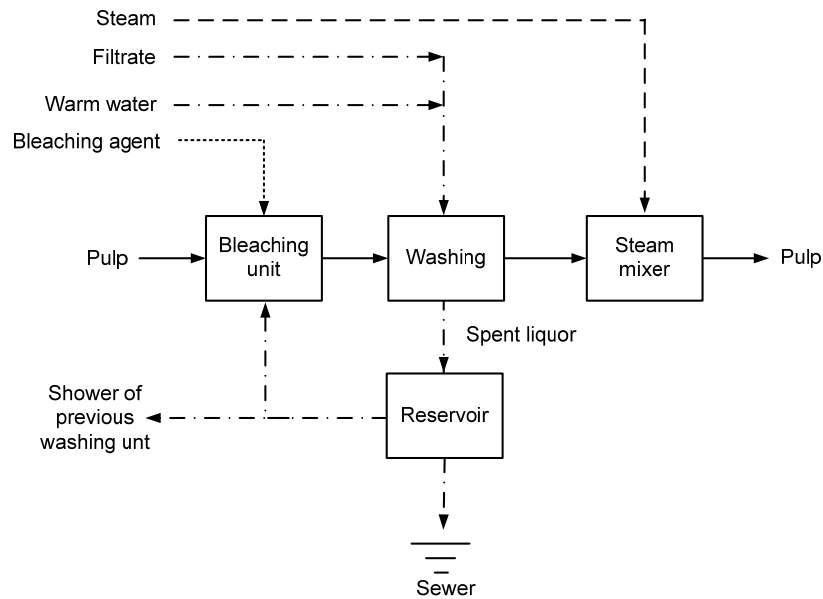 Steam
Filtrate
Warm water
Bleaching agent
Pulp
Bleaching
unit
Washing
Steam
mixer
Pulp
Spent liquor
Shower of
previous
washing unt
Reservoir
Sewer